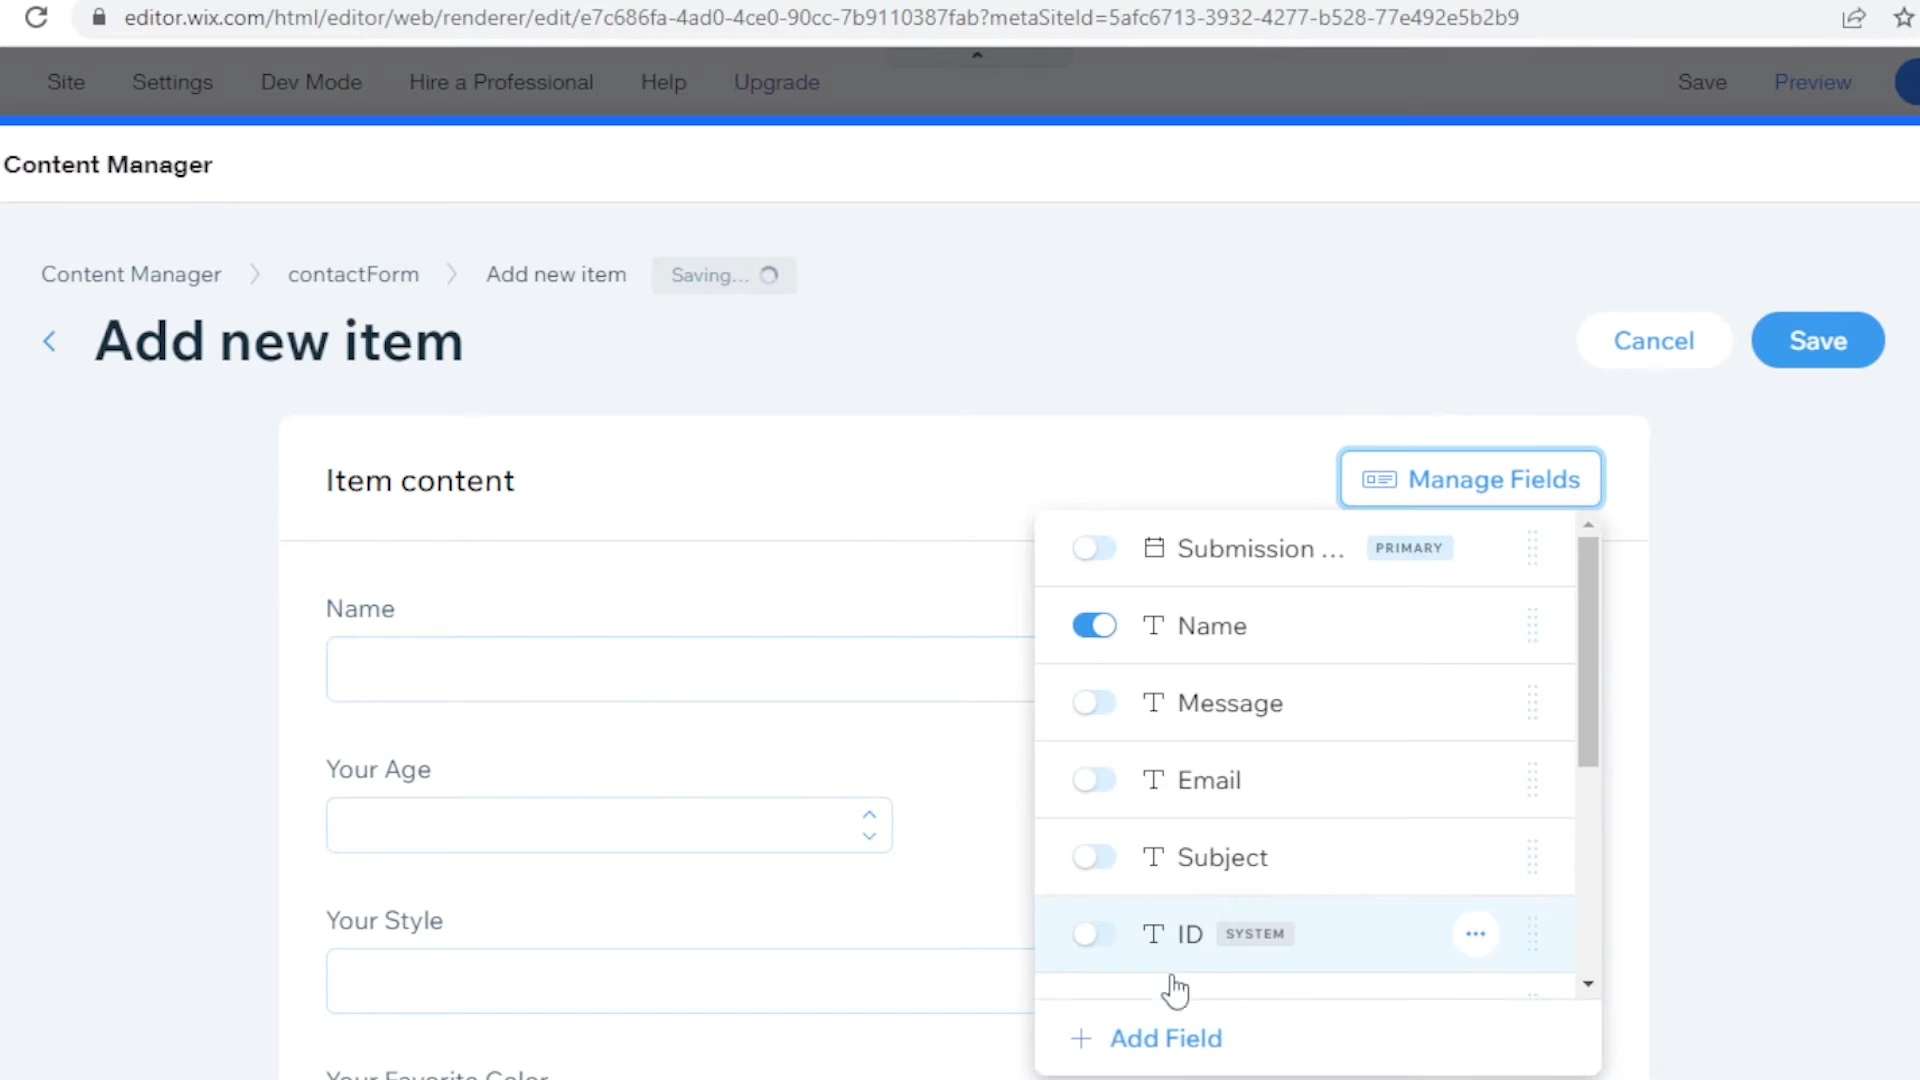 editor.wix.com/html/editor/web/renderer/edit/e7c686fa-4ad0-4ce0-90cc-7b9110387fab?metaSiteId=5afc6713-3932-4277-b528-77e492e5b2b9
Site Settings Dev Mode Hire a Professional Help Upgrade Save Preview
Content Manager
Content Manager contactForm Add new item Saving...
Add new item
Cancel Save
Item content
Manage Fields
Submission ... PRIMARY
Name
Name
Message
Your Age
Email
Subject
Your Style
ID SYSTEM
Add Field
Your Favorite Color